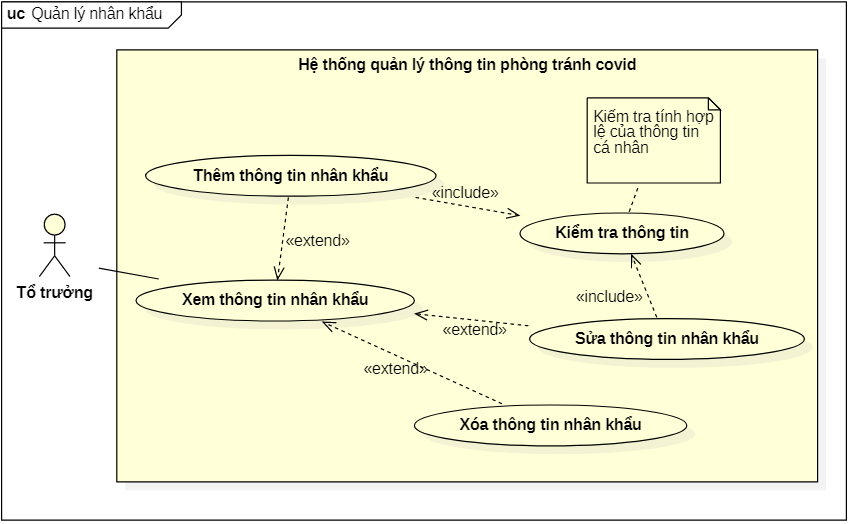 uc Quản lý nhân khẩu
Hệ thống quản lý thông tin phòng tránh covid
Kiểm tra tính hợp
lệ của thông tin
cá nhân
Thêm thông tin nhân khẩu
«include»
Kiểm tra thông tin
«extend»
Tổ trưởng
Xem thông tin nhân khẩu
«include»
«extend»
Sửa thông tin nhân khẩu
«extend»
Xóa thông tin nhân khẩu